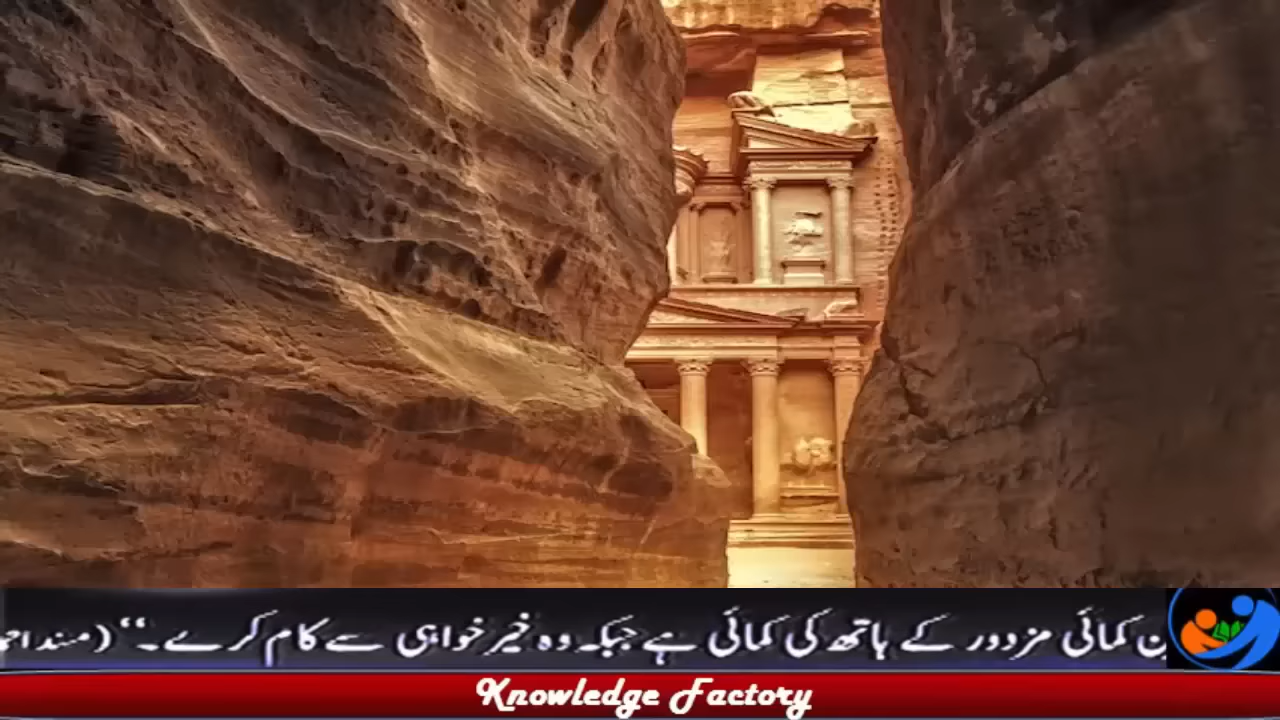 کمائی مزدور کے ہاتھ کی کمائی ہے جبکہ وہ خیر خواہی سے کام کرے۔‘‘ (مسند
Knowledge Factory